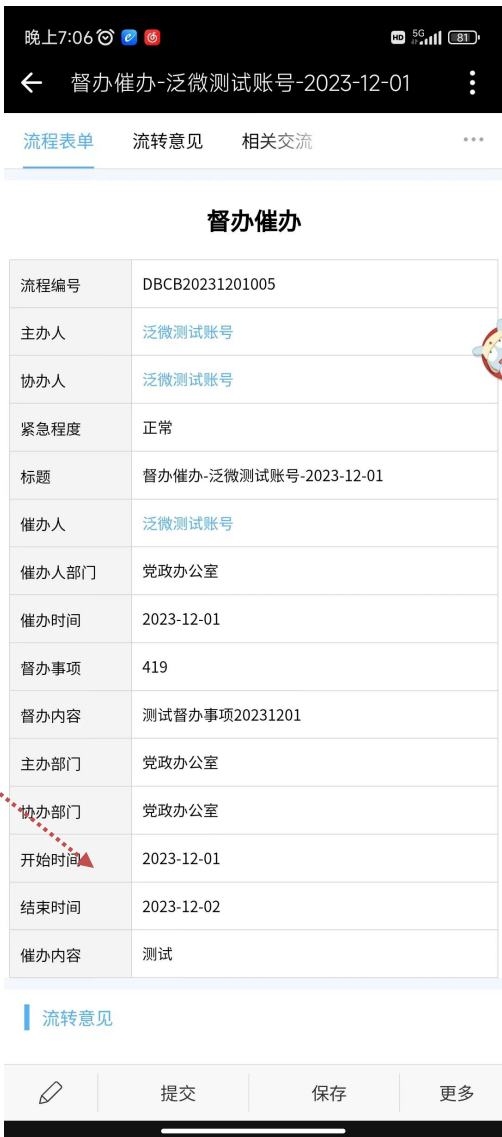 晚上7:06
HD 5G 81
督办催办-泛微测试账号-2023-12-01
流程表单 流转意见 相关交流
督办催办
流程编号 DBCB20231201005
主办人 泛微测试账号
协办人 泛微测试账号
紧急程度 正常
标题 督办催办-泛微测试账号-2023-12-01
催办人 泛微测试账号
催办人部门 党政办公室
催办时间 2023-12-01
督办事项 419
督办内容 测试督办事项20231201
主办部门 党政办公室
协办部门 党政办公室
开始时间 2023-12-01
结束时间 2023-12-02
催办内容 测试
流转意见
提交 保存 更多